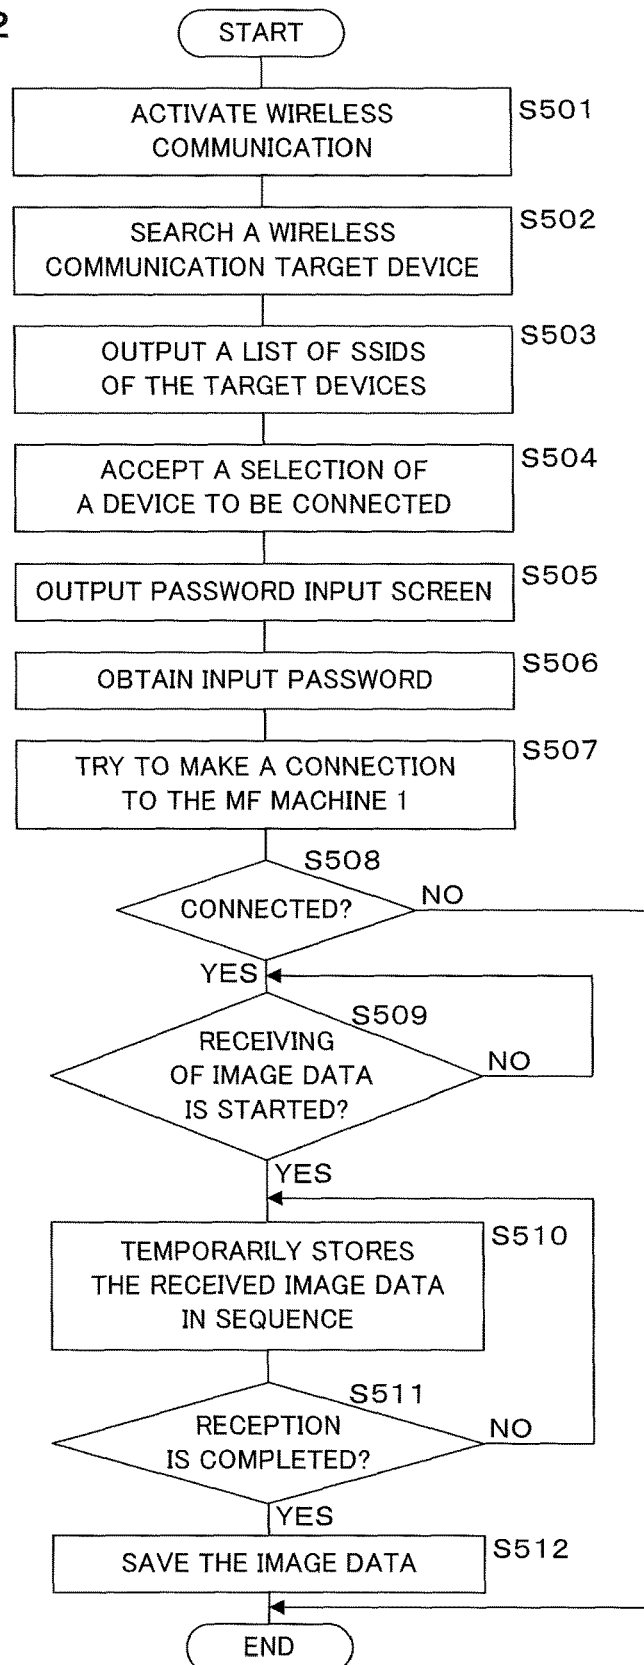 2
START
S501
ACTIVATE WIRELESS
COMMUNICATION
S502
SEARCH A WIRELESS
COMMUNICATION TARGET DEVICE
S503
OUTPUT A LIST OF SSIDS
OF THE TARGET DEVICES
S504
ACCEPT A SELECTION OF
A DEVICE TO BE CONNECTED
S505
OUTPUT PASSWORD INPUT SCREEN
S506
OBTAIN INPUT PASSWORD
S507
TRY TO MAKE A CONNECTION
TO THE MF MACHINE 1
S508
CONNECTED?
NO
YES
S509
RECEIVING
OF IMAGE DATA
IS STARTED?
NO
YES
S510
TEMPORARILY STORES
THE RECEIVED IMAGE DATA
IN SEQUENCE
S511
RECEPTION
IS COMPLETED?
NO
YES
S512
SAVE THE IMAGE DATA
END